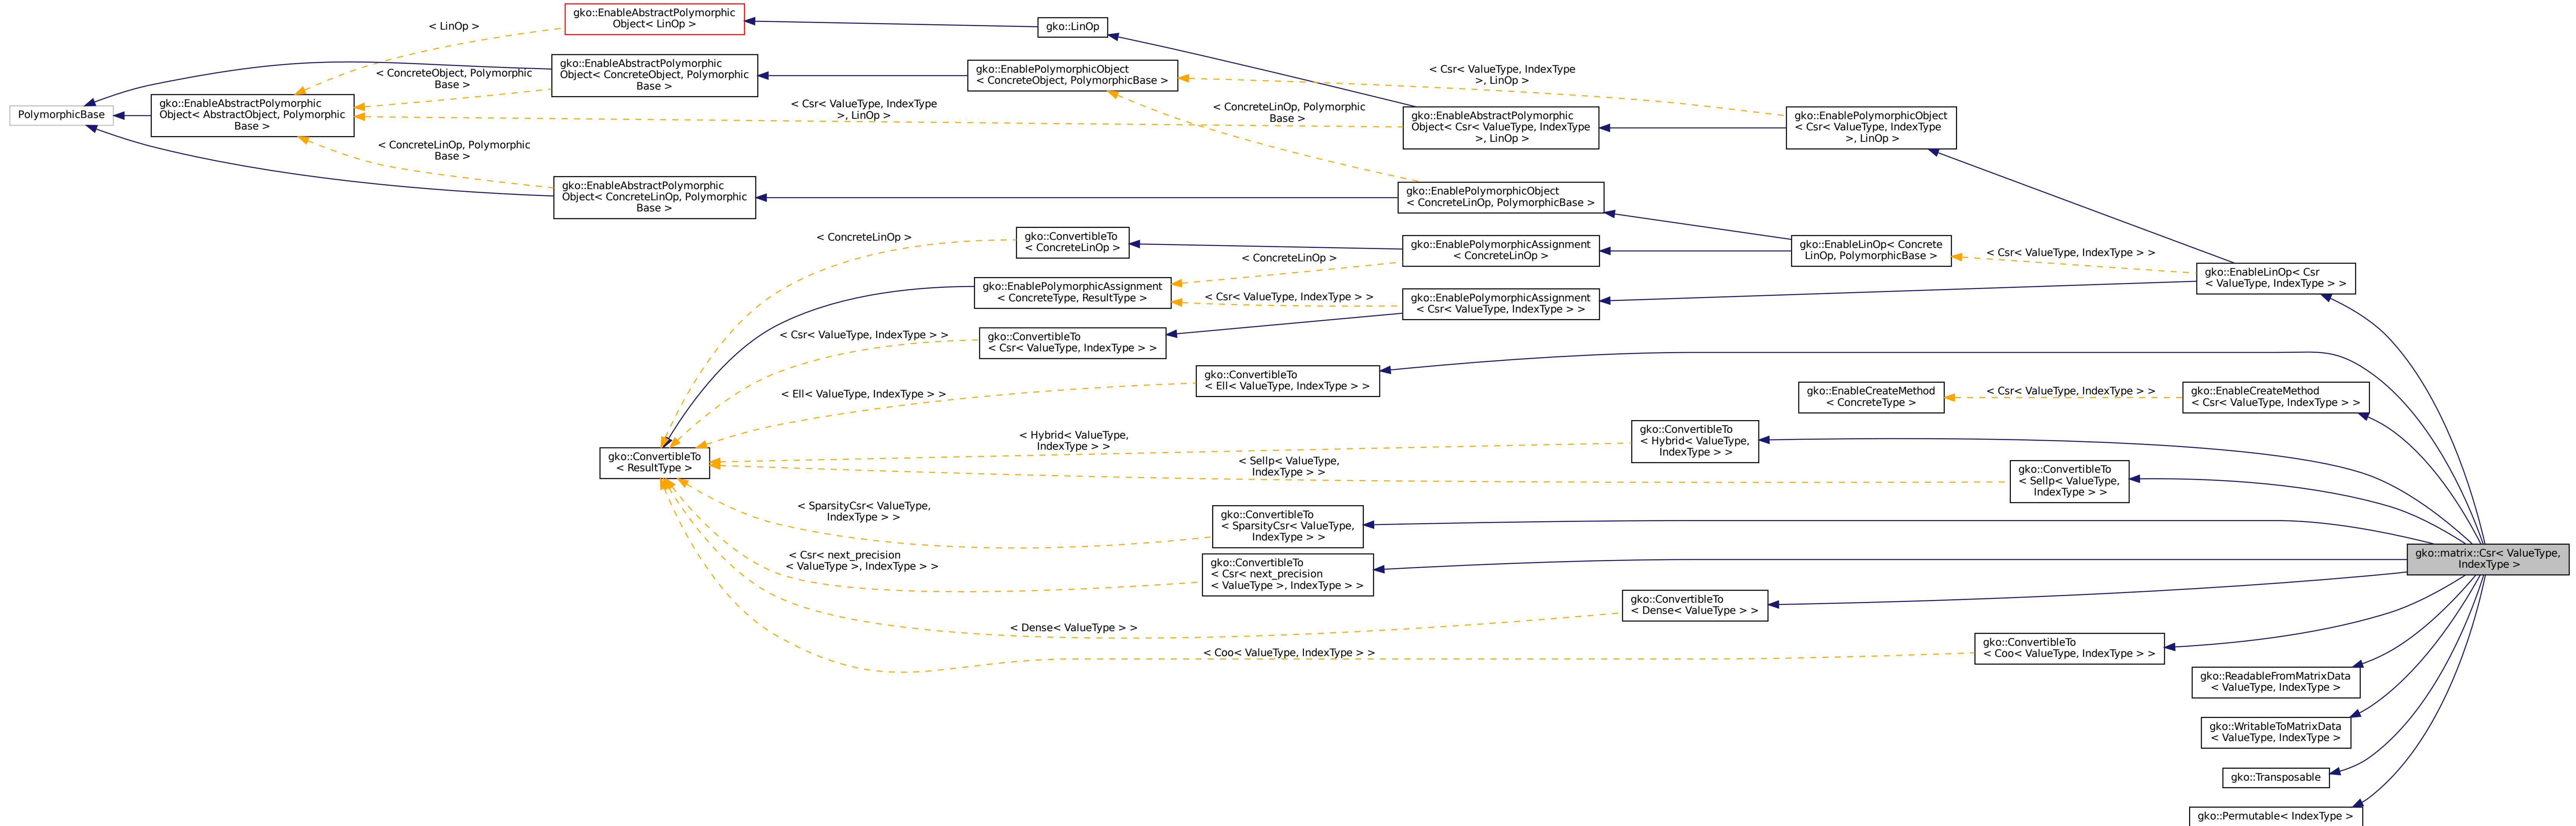 gko::EnableAbstractPolymorphic
Object< LinOp >
< LinOp >
gko::LinOp
gko::EnableAbstractPolymorphic
Object< ConcreteObject, Polymorphic
Base >
< ConcreteObject, Polymorphic
Base >
gko::EnablePolymorphicObject
< ConcreteObject, PolymorphicBase >
< Csr< ValueType, IndexType
>, LinOp >
PolymorphicBase
gko::EnableAbstractPolymorphic
Object< AbstractObject, Polymorphic
Base >
< Csr< ValueType, IndexType
>, LinOp >
< ConcreteLinOp, Polymorphic
Base >
gko::EnableAbstractPolymorphic
Object< Csr< ValueType, IndexType
>, LinOp >
gko::EnablePolymorphicObject
< Csr< ValueType, IndexType
>, LinOp >
< ConcreteLinOp, Polymorphic
Base >
gko::EnableAbstractPolymorphic
Object< ConcreteLinOp, Polymorphic
Base >
gko::EnablePolymorphicObject
< ConcreteLinOp, PolymorphicBase >
< ConcreteLinOp >
gko::ConvertibleTo
< ConcreteLinOp >
gko::EnablePolymorphicAssignment
< ConcreteLinOp >
gko::EnableLinOp< Concrete
LinOp, PolymorphicBase >
< Csr< ValueType, IndexType > >
< ConcreteLinOp >
gko::EnableLinOp< Csr
< ValueType, IndexType > >
gko::EnablePolymorphicAssignment
< ConcreteType, ResultType >
< Csr< ValueType, IndexType > >
gko::EnablePolymorphicAssignment
< Csr< ValueType, IndexType > >
< Csr< ValueType, IndexType > >
gko::ConvertibleTo
< Csr< ValueType, IndexType > >
< Ell< ValueType, IndexType > >
gko::ConvertibleTo
< Ell< ValueType, IndexType > >
gko::EnableCreateMethod
< ConcreteType >
< Csr< ValueType, IndexType > >
gko::EnableCreateMethod
< Csr< ValueType, IndexType > >
< Hybrid< ValueType,
IndexType > >
gko::ConvertibleTo
< Hybrid< ValueType,
IndexType > >
gko::ConvertibleTo
< ResultType >
< Sellp< ValueType,
IndexType > >
gko::ConvertibleTo
< Sellp< ValueType,
IndexType > >
< SparsityCsr< ValueType,
IndexType > >
gko::ConvertibleTo
< SparsityCsr< ValueType,
IndexType > >
< Csr< next_precision
< ValueType >, IndexType > >
gko::ConvertibleTo
< Csr< next_precision
< ValueType >, IndexType > >
gko::matrix::Csr< ValueType,
IndexType >
gko::ConvertibleTo
< Dense< ValueType > >
< Dense< ValueType > >
gko::ConvertibleTo
< Coo< ValueType, IndexType > >
< Coo< ValueType, IndexType > >
gko::ReadableFromMatrixData
< ValueType, IndexType >
gko::WritableToMatrixData
< ValueType, IndexType >
gko::Transposable
gko::Permutable< IndexType >